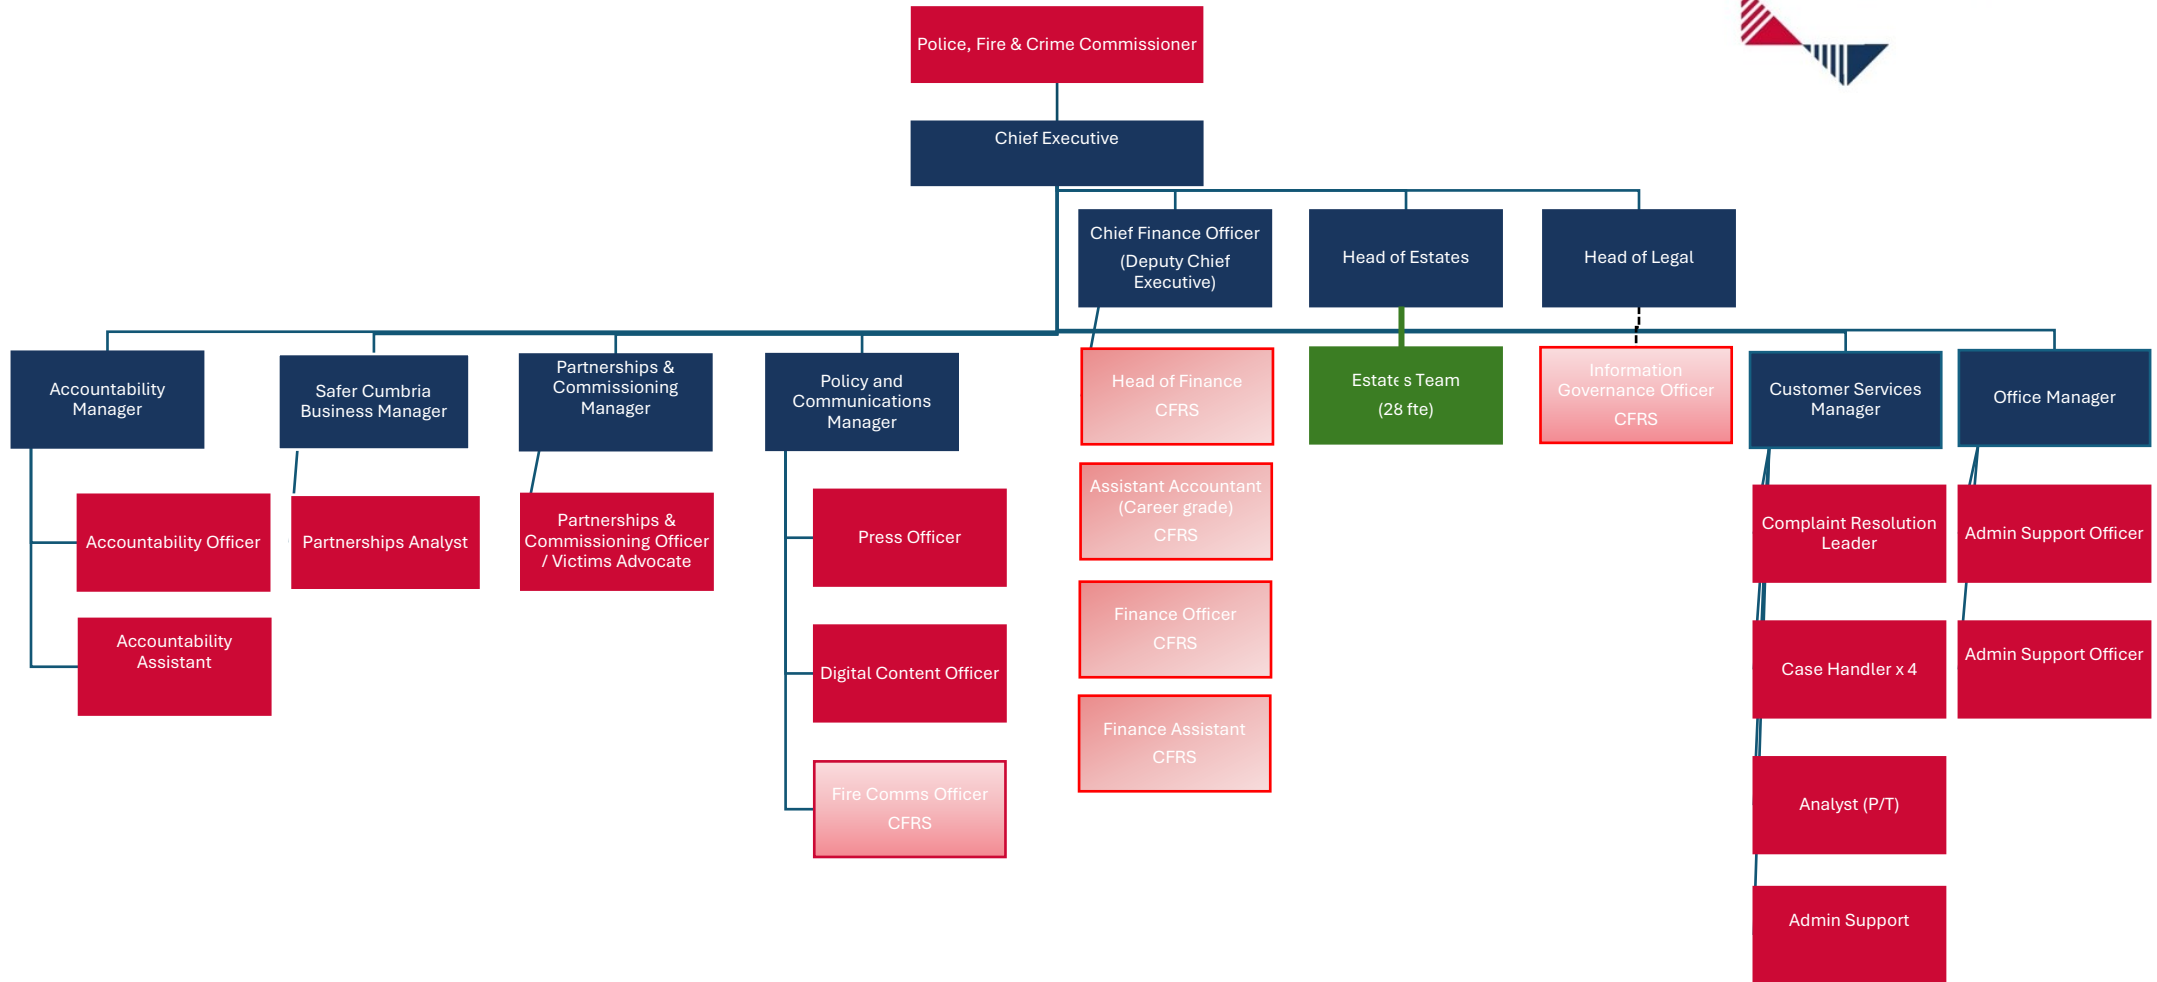 Police, Fire & Crime Commissioner
Chief Executive
Chief Finance Officer
(Deputy Chief
Executive)
Head of Estates
Head of Legal
Accountability
Manager
Safer Cumbria
Business Manager
Partnerships &
Commissioning
Manager
Policy and
Communications
Manager
Head of Finance
CFRS
Estates Team
(28 fte)
Information
Governance Officer
CFRS
Customer Services
Manager
Office Manager
Accountability Officer
Partnerships Analyst
Partnerships &
Commissioning Officer
/ Victims Advocate
Press Officer
Assistant Accountant
(Career grade)
CFRS
Complaint Resolution
Leader
Admin Support Officer
Accountability
Assistant
Digital Content Officer
Finance Officer
CFRS
Case Handler x 4
Admin Support Officer
Fire Comms Officer
CFRS
Finance Assistant
CFRS
Analyst (P/T)
Admin Support